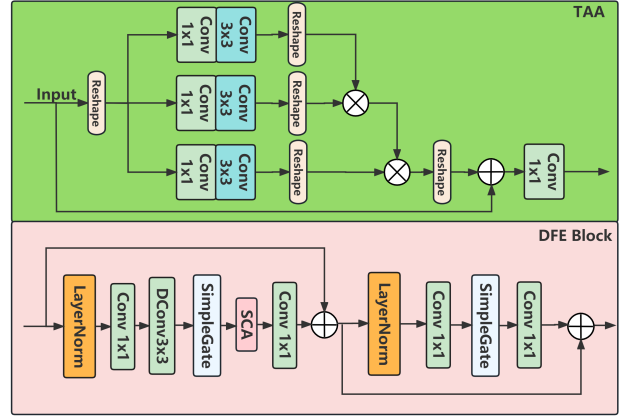 TAA
Conv 1x1
Conv 3x3
Reshape
Input
Reshape
Conv 1x1
Conv 3x3
Reshape
Conv 1x1
Conv 3x3
Reshape
Reshape
Conv 1x1
DFE Block
LayerNorm
Conv 1x1
DConv3x3
SimpleGate
SCA
Conv 1x1
LayerNorm
Conv 1x1
SimpleGate
Conv 1x1